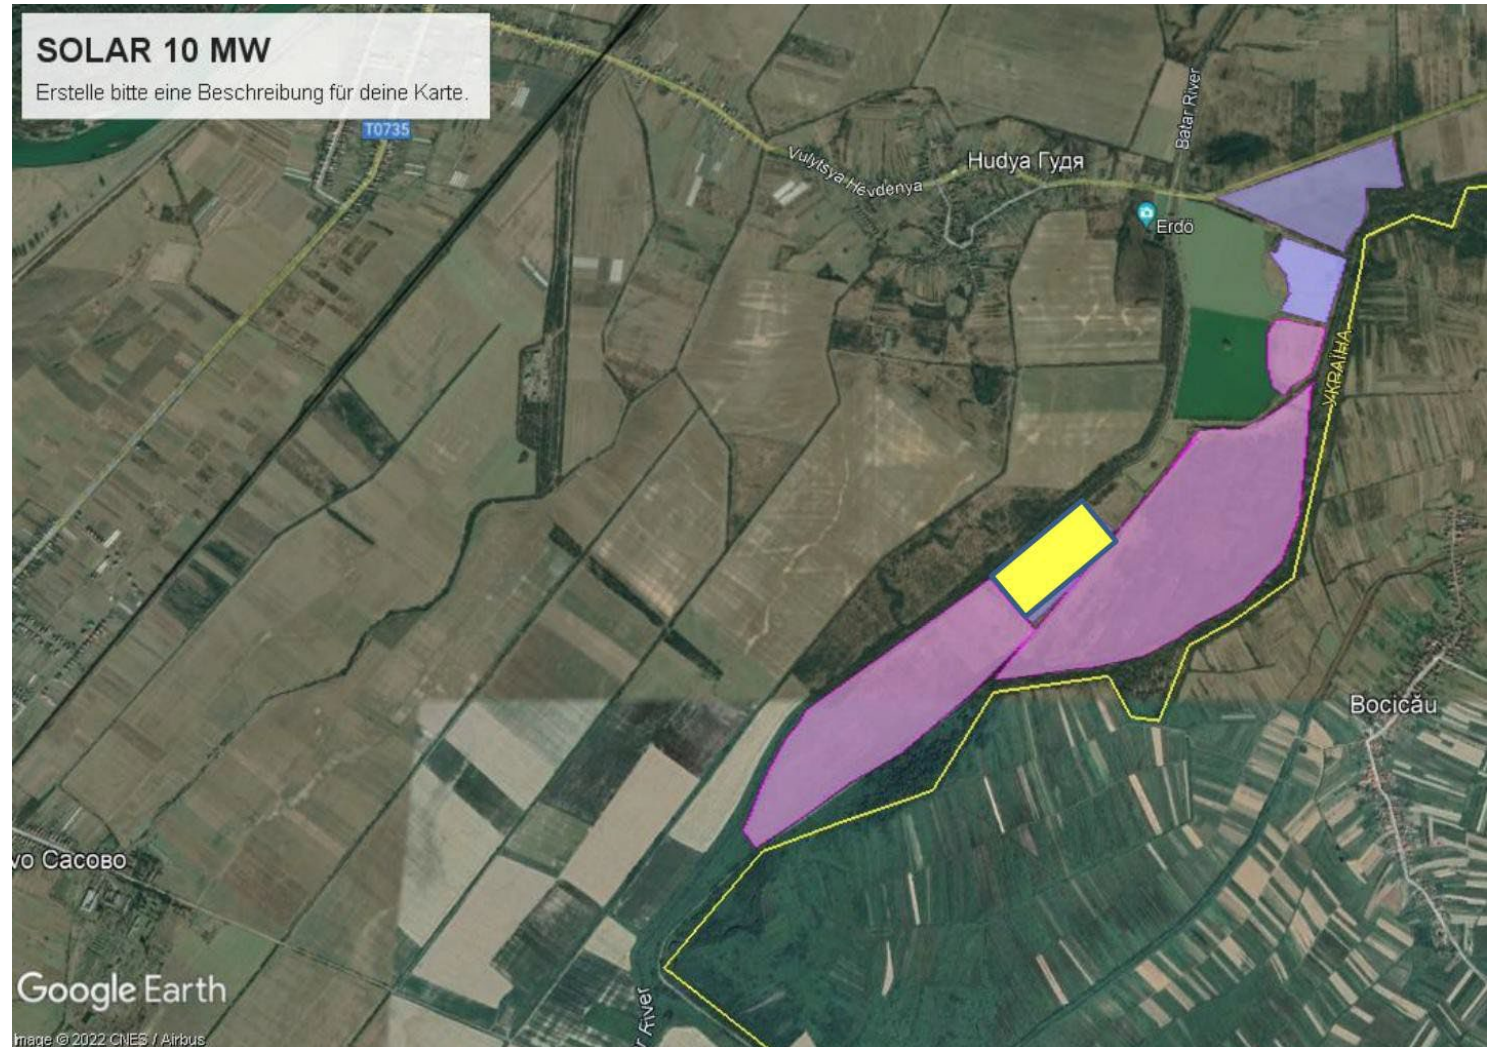 SOLAR 10 MW
Erstelle bitte eine Beschreibung für deine Karte.
T0735
Batar River
Vulytsya Hevdenya
Hudya Гудя
Erdö
УКРАЇНА
Bocicău
vo Сасово
Google Earth
r River
Image © 2022 CNES / Airbus